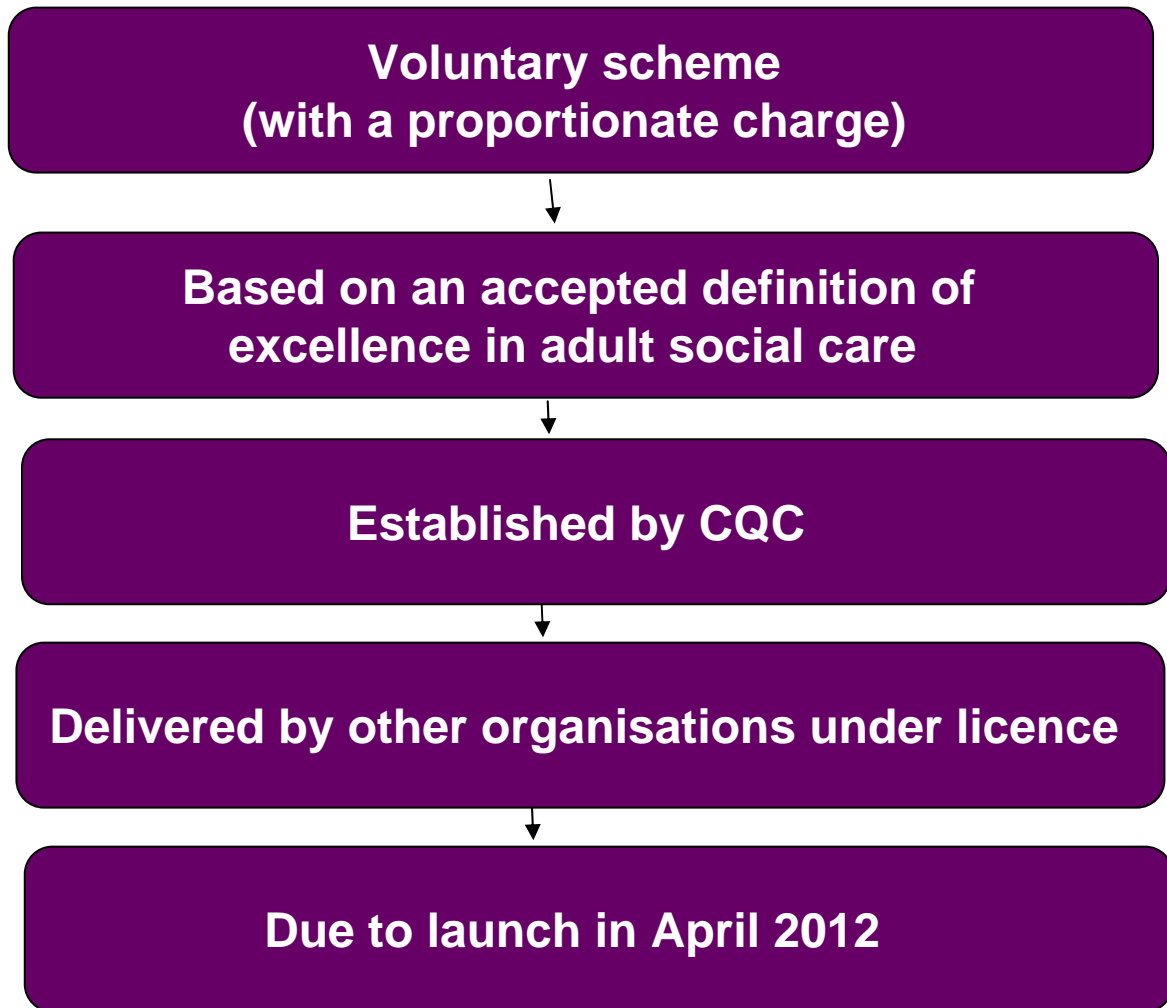 Voluntary scheme
(with a proportionate charge)
Based on an accepted definition of
excellence in adult social care
Established by CQC
Delivered by other organisations under licence
Due to launch in April 2012